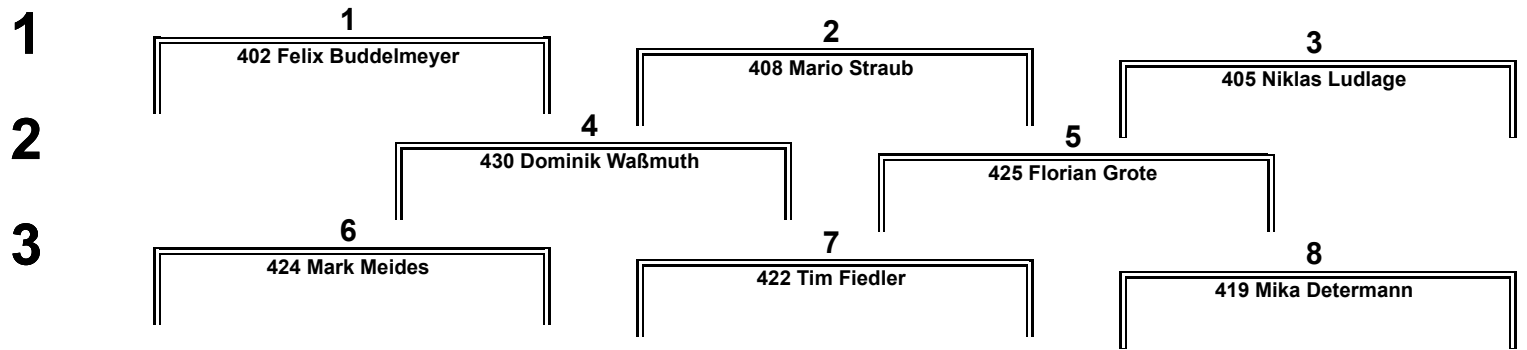 1
1
402 Felix Buddelmeyer
2
408 Mario Straub
3
405 Niklas Ludlage
2
4
430 Dominik Waßmuth
5
425 Florian Grote
3
6
424 Mark Meides
7
422 Tim Fiedler
8
419 Mika Determann